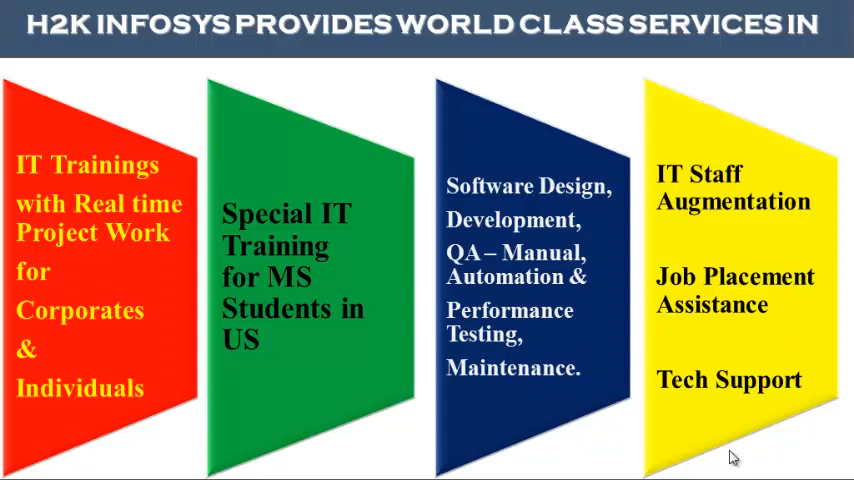 H2K INFOSYS PROVIDES WORLD CLASS SERVICES IN
IT Trainings
with Real time
Project Work
for
Corporates
&
Individuals
Special IT
Training
for MS
Students in
US
Software Design,
Development,
QA – Manual,
Automation &
Performance
Testing,
Maintenance.
IT Staff
Augmentation
Job Placement
Assistance
Tech Support